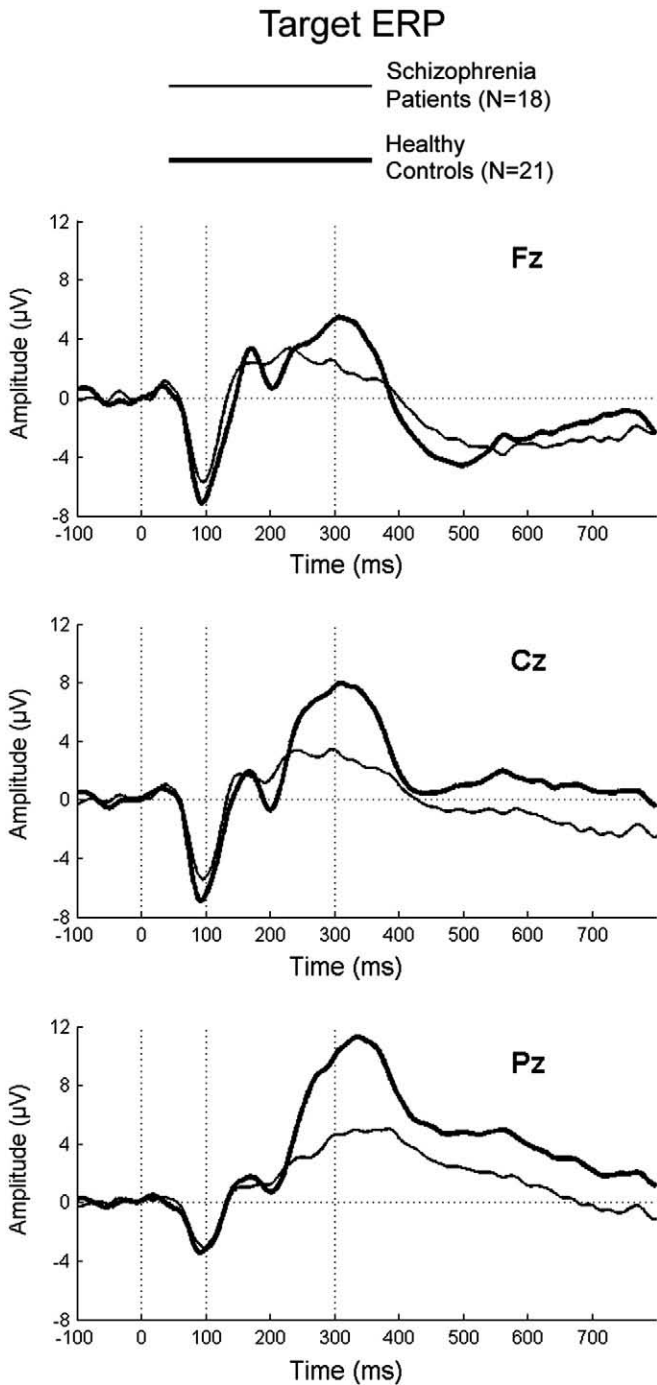 Target ERP
Schizophrenia
Patients (N=18)
Healthy
Controls (N=21)
12
8
4
0
-4
-8
Amplitude (µV)
Fz
-100 0 100 200 300 400 500 600 700
Time (ms)
12
8
4
0
-4
-8
Amplitude (µV)
Cz
-100 0 100 200 300 400 500 600 700
Time (ms)
12
8
4
0
-4
-8
Amplitude (µV)
Pz
-100 0 100 200 300 400 500 600 700
Time (ms)